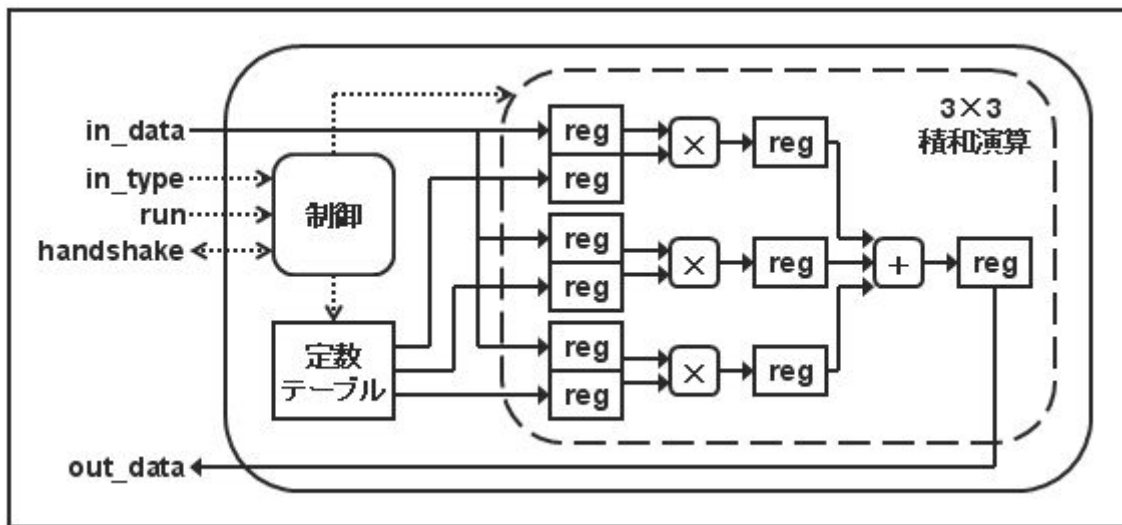 3×3
積和演算
in_data
reg
×
reg
reg
in_type
run
制御
handshake
reg
×
reg
+
reg
reg
定数
テーブル
reg
×
reg
reg
out_data